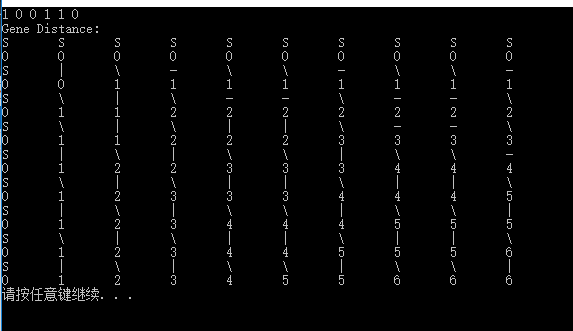 1 0 0 1 1 0
Gene Distance:
S S S S S S S S S S
0 0 0 0 0 0 0 0 0 0
S | \ — \ \ — \ \ —
0 0 1 1 1 1 1 1 1 1
S \ | \ — — \ — — \
0 1 1 2 2 2 2 2 2 2
S \ | \ | | \ — — \
0 1 1 2 2 2 3 3 3 3
S | \ | \ \ | \ \ —
0 1 2 2 3 3 3 4 4 4
S \ | \ | | \ | | \
0 1 2 3 3 3 4 4 4 5
S | \ | \ \ | \ \ |
0 1 2 3 4 4 4 5 5 5
S \ | \ | | \ | | \
0 1 2 3 4 4 5 5 5 6
S | \ | \ \ | \ \ |
0 1 2 3 4 5 5 6 6 6
请按任意键继续. . .